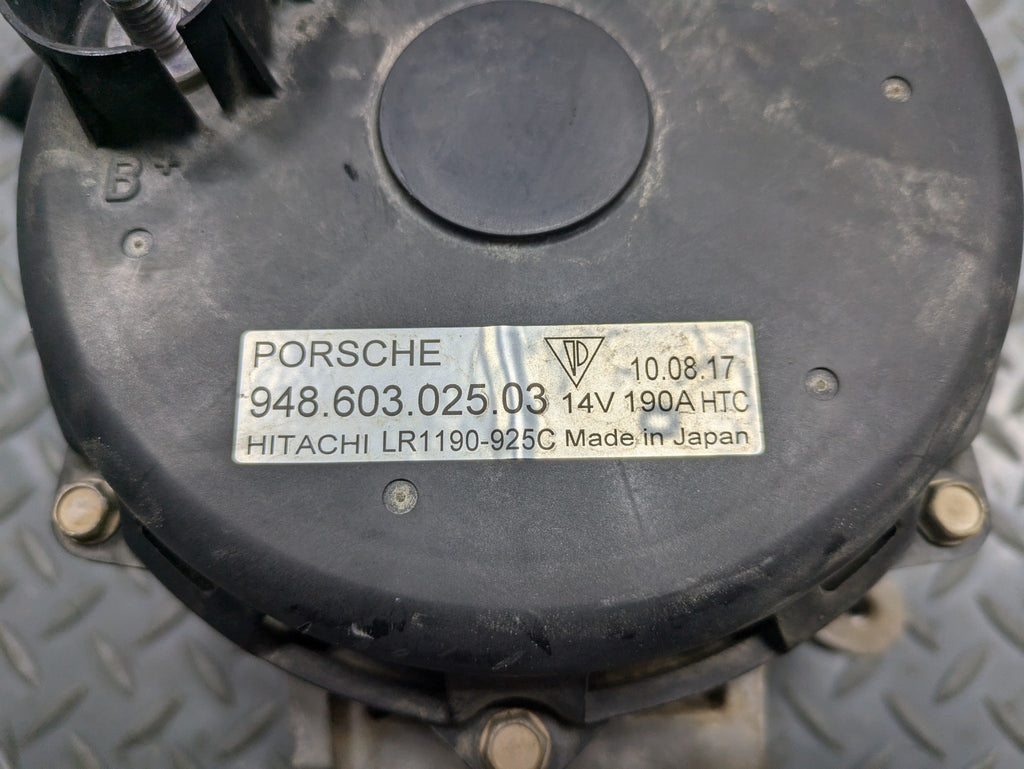 B+
PORSCHE 10.08.17
948.603.025.03 14V 190A HTC
HITACHI LR1190-925C Made in Japan